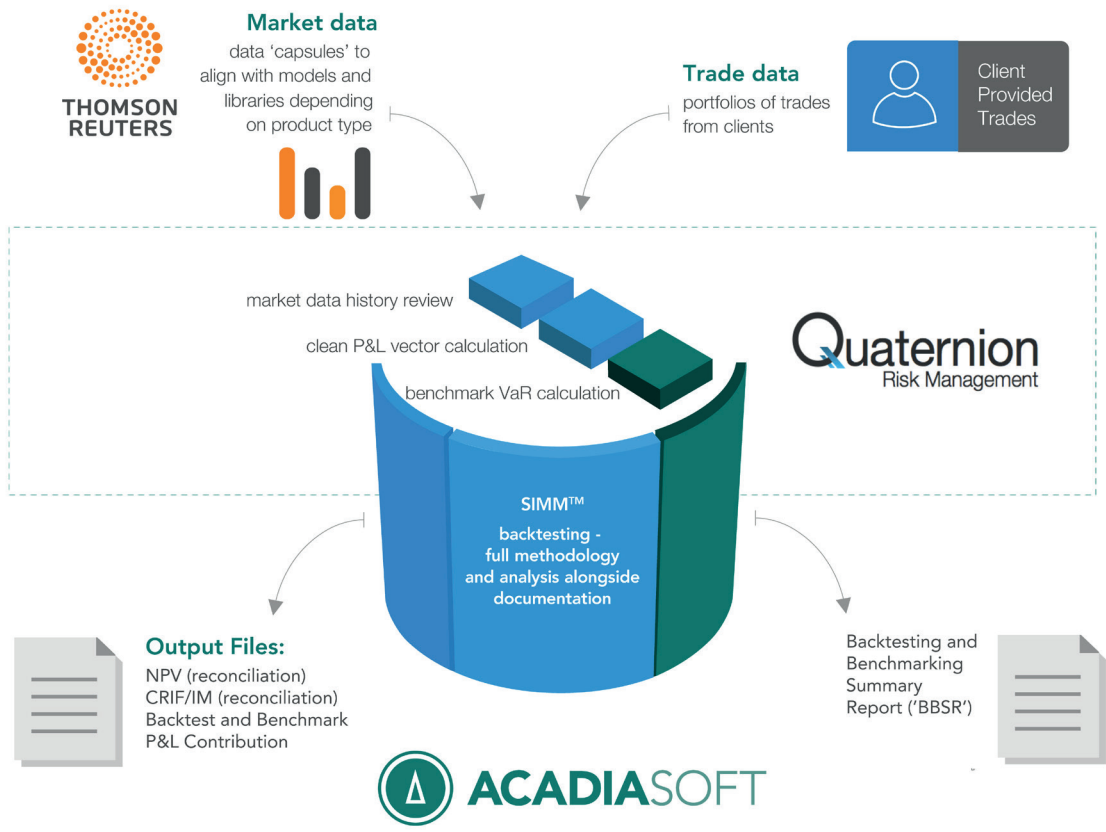 THOMSON
REUTERS
Market data
data ‘capsules’ to
align with models and
libraries depending
on product type
Trade data
portfolios of trades
from clients
Client
Provided
Trades
market data history review
clean P&L vector calculation
benchmark VaR calculation
Quaternion
Risk Management
SIMM™
backtesting -
full methodology
and analysis alongside
documentation
Output Files:
NPV (reconciliation)
CRIF/IM (reconciliation)
Backtest and Benchmark
P&L Contribution
Backtesting and
Benchmarking
Summary
Report (’BBSR’)
ACADIASOFT